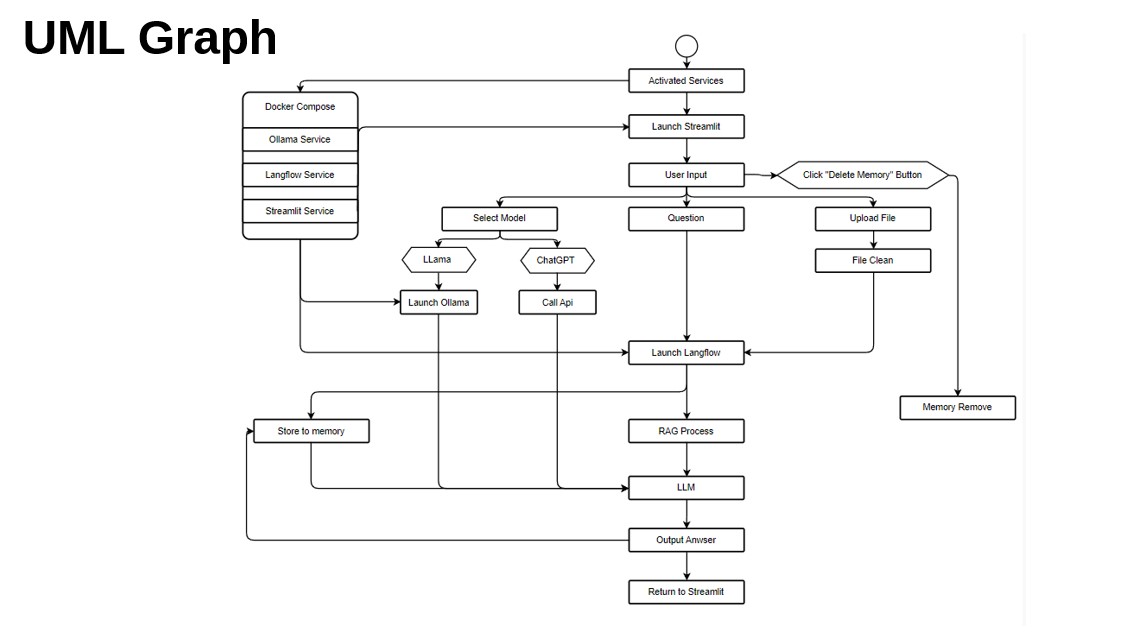 UML Graph
Activated Services
Docker Compose
Ollama Service
Langflow Service
Streamlit Service
Launch Streamlit
User Input
Click "Delete Memory" Button
Select Model
Question
Upload File
LLama
ChatGPT
File Clean
Launch Ollama
Call Api
Launch Langflow
Memory Remove
Store to memory
RAG Process
LLM
Output Anwser
Return to Streamlit